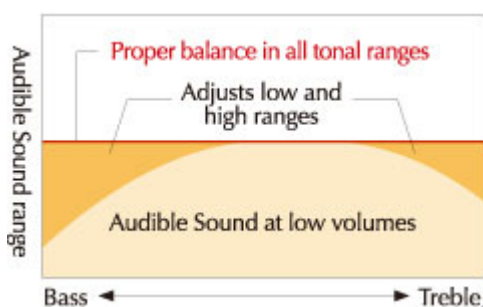 Proper balance in all tonal ranges
Adjusts low and
high ranges
Audible Sound range
Audible Sound at low volumes
Bass
Treble